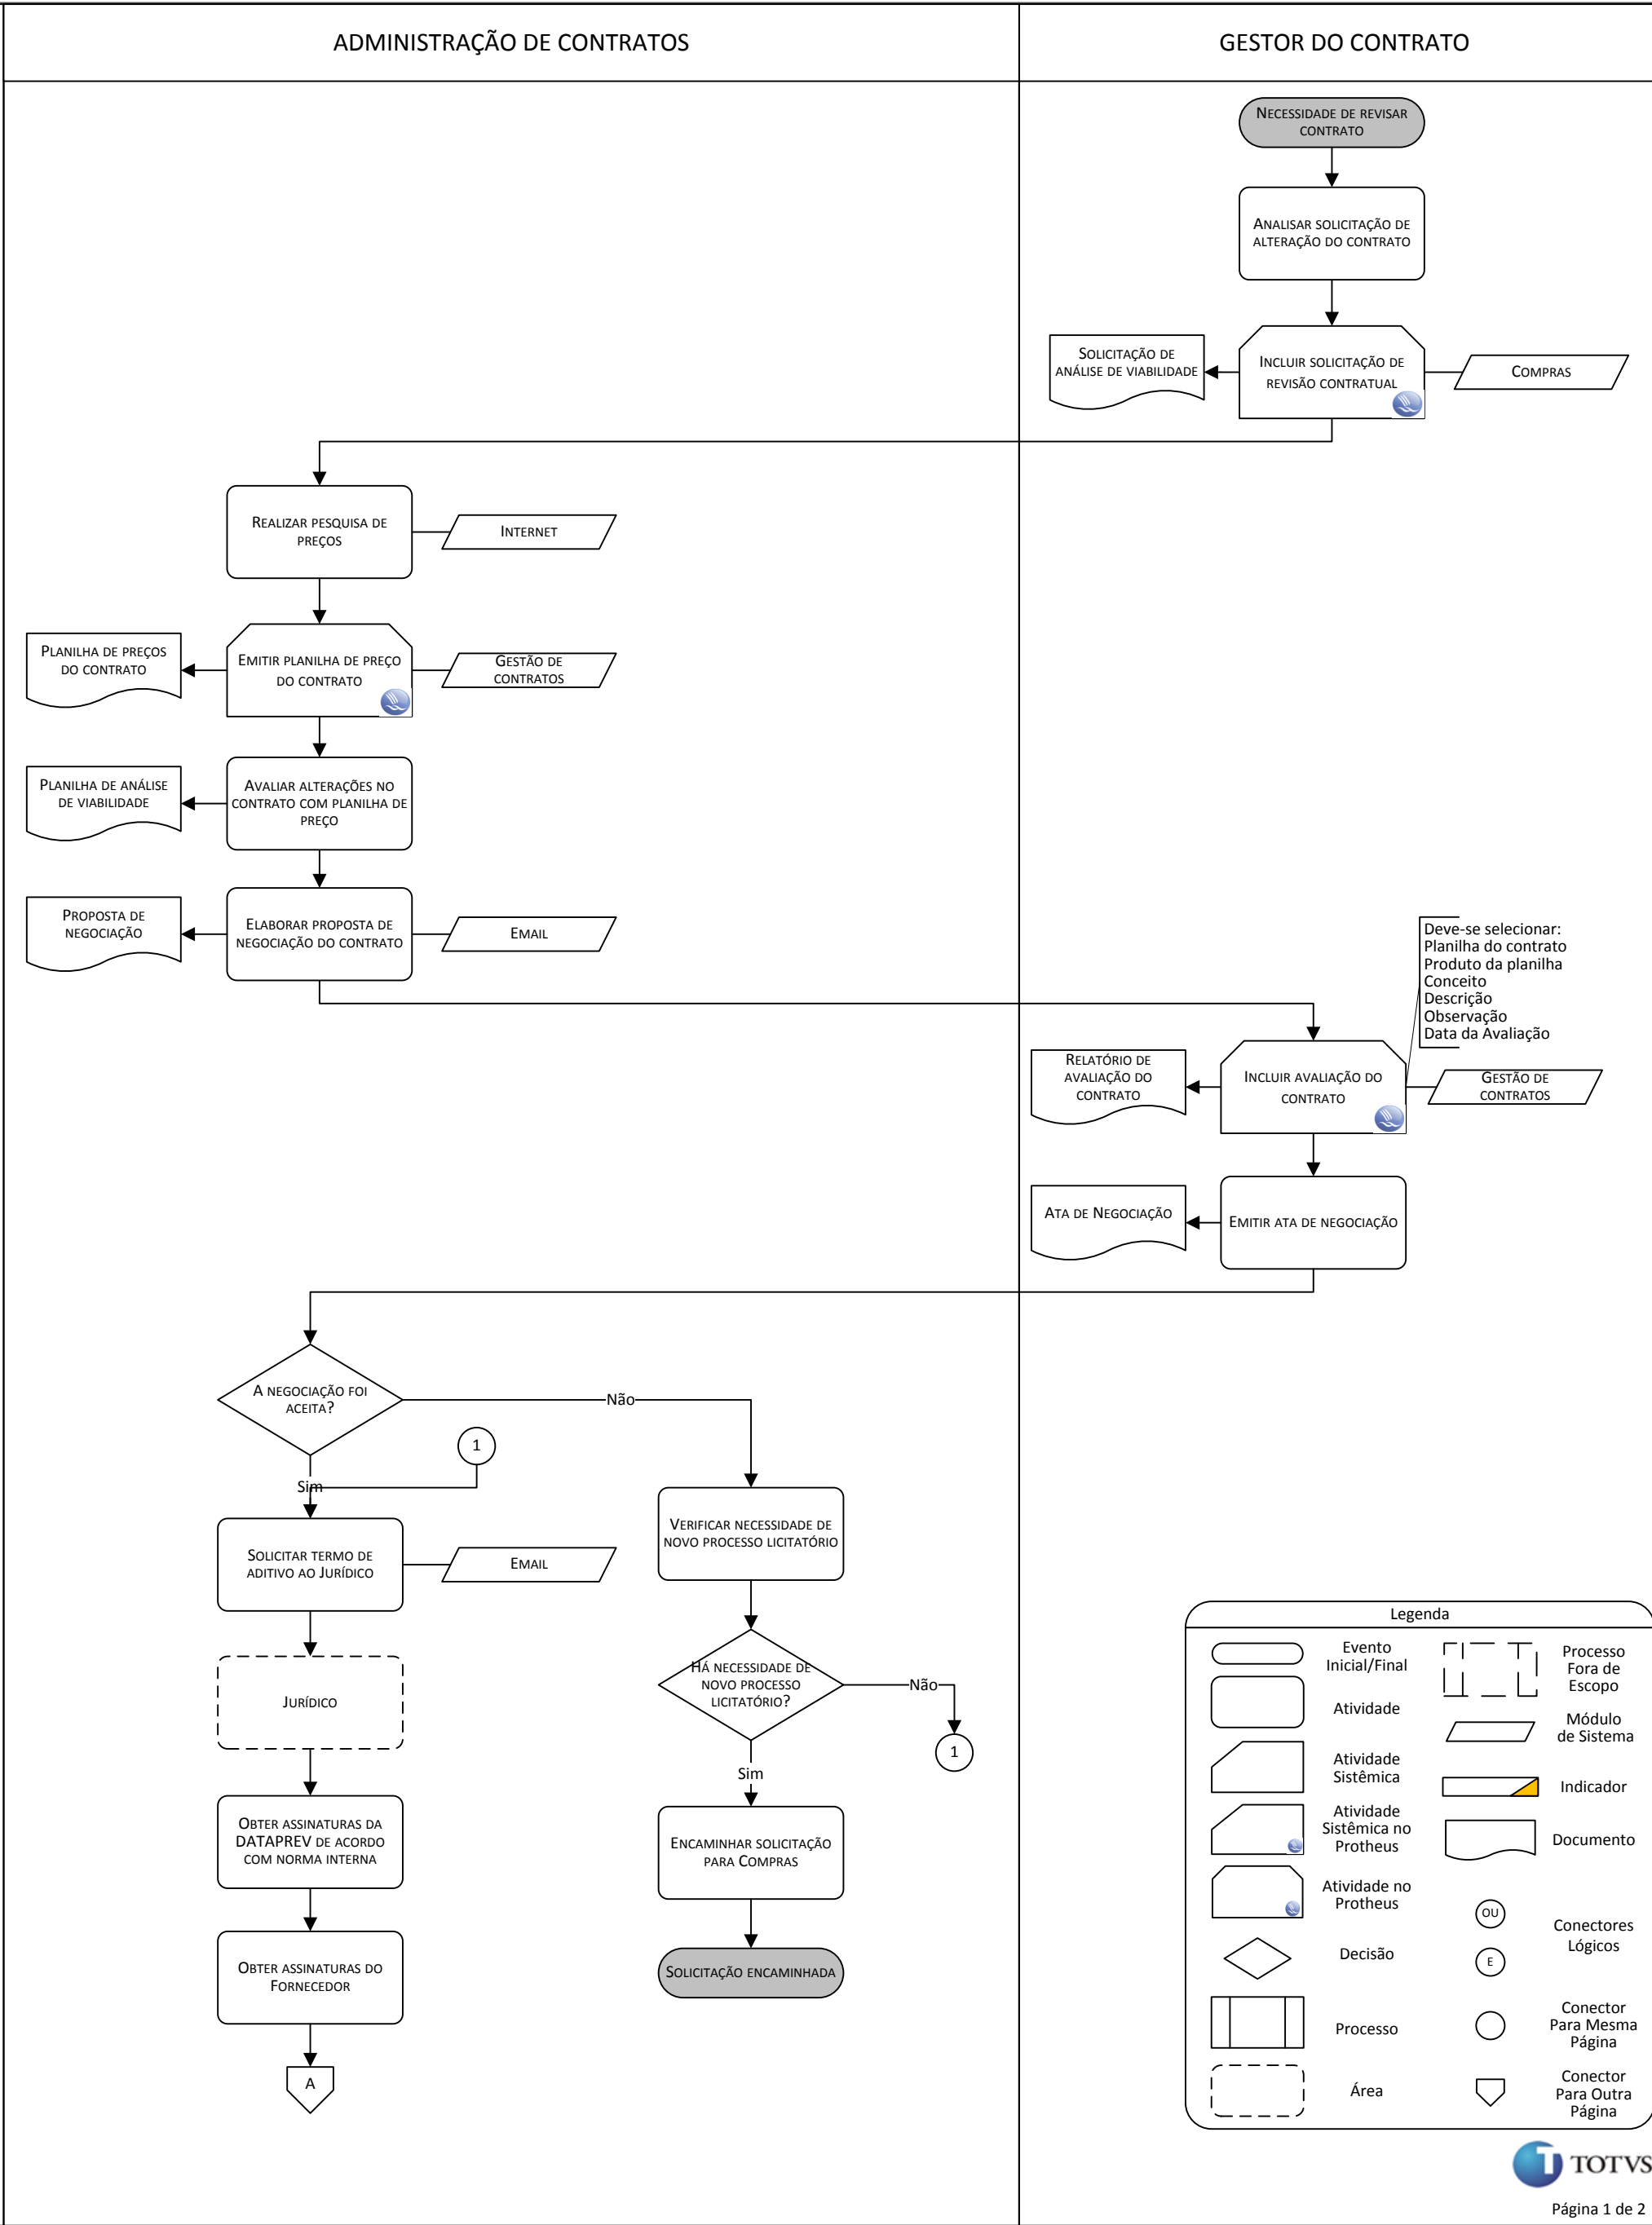 ADMINISTRAÇÃO DE CONTRATOS
GESTOR DO CONTRATO
NECESSIDADE DE REVISAR
CONTRATO
ANALISAR SOLICITAÇÃO DE
ALTERAÇÃO DO CONTRATO
SOLICITAÇÃO DE
ANÁLISE DE VIABILIDADE
INCLUIR SOLICITAÇÃO DE
REVISÃO CONTRATUAL
COMPRAS
REALIZAR PESQUISA DE
PREÇOS
INTERNET
PLANILHA DE PREÇOS
DO CONTRATO
EMITIR PLANILHA DE PREÇO
DO CONTRATO
GESTÃO DE
CONTRATOS
PLANILHA DE ANÁLISE
DE VIABILIDADE
AVALIAR ALTERAÇÕES NO
CONTRATO COM PLANILHA DE
PREÇO
PROPOSTA DE
NEGOCIAÇÃO
ELABORAR PROPOSTA DE
NEGOCIAÇÃO DO CONTRATO
EMAIL
Deve-se selecionar:
Planilha do contrato
Produto da planilha
Conceito
Descrição
Observação
Data da Avaliação
RELATÓRIO DE
AVALIAÇÃO DO
CONTRATO
INCLUIR AVALIAÇÃO DO
CONTRATO
GESTÃO DE
CONTRATOS
ATA DE NEGOCIAÇÃO
EMITIR ATA DE NEGOCIAÇÃO
A NEGOCIAÇÃO FOI
ACEITA?
Não
1
Sim
SOLICITAR TERMO DE
ADITIVO AO JURÍDICO
EMAIL
VERIFICAR NECESSIDADE DE
NOVO PROCESSO LICITATÓRIO
JURÍDICO
HÁ NECESSIDADE DE
NOVO PROCESSO
LICITATÓRIO?
Não
1
Sim
OBTER ASSINATURAS DA
DATAPREV DE ACORDO
COM NORMA INTERNA
ENCAMINHAR SOLICITAÇÃO
PARA COMPRAS
OBTER ASSINATURAS DO
FORNECEDOR
SOLICITAÇÃO ENCAMINHADA
A
Legenda
Evento
Inicial/Final
Atividade
Atividade
Sistêmica
Atividade
Sistêmica no
Protheus
Atividade no
Protheus
Decisão
Processo
Área
Processo
Fora de
Escopo
Módulo
de Sistema
Indicador
Documento
OU
E
Conectores
Lógicos
Conector
Para Mesma
Página
Conector
Para Outra
Página
TOTVS
Página 1 de 2